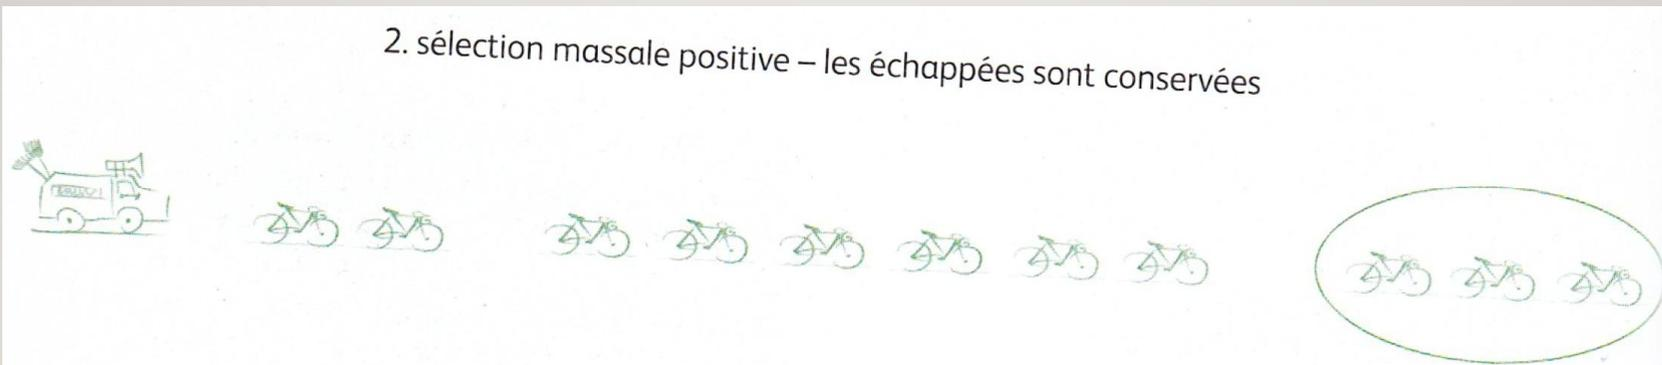 2. sélection massale positive – les échappées sont conservées